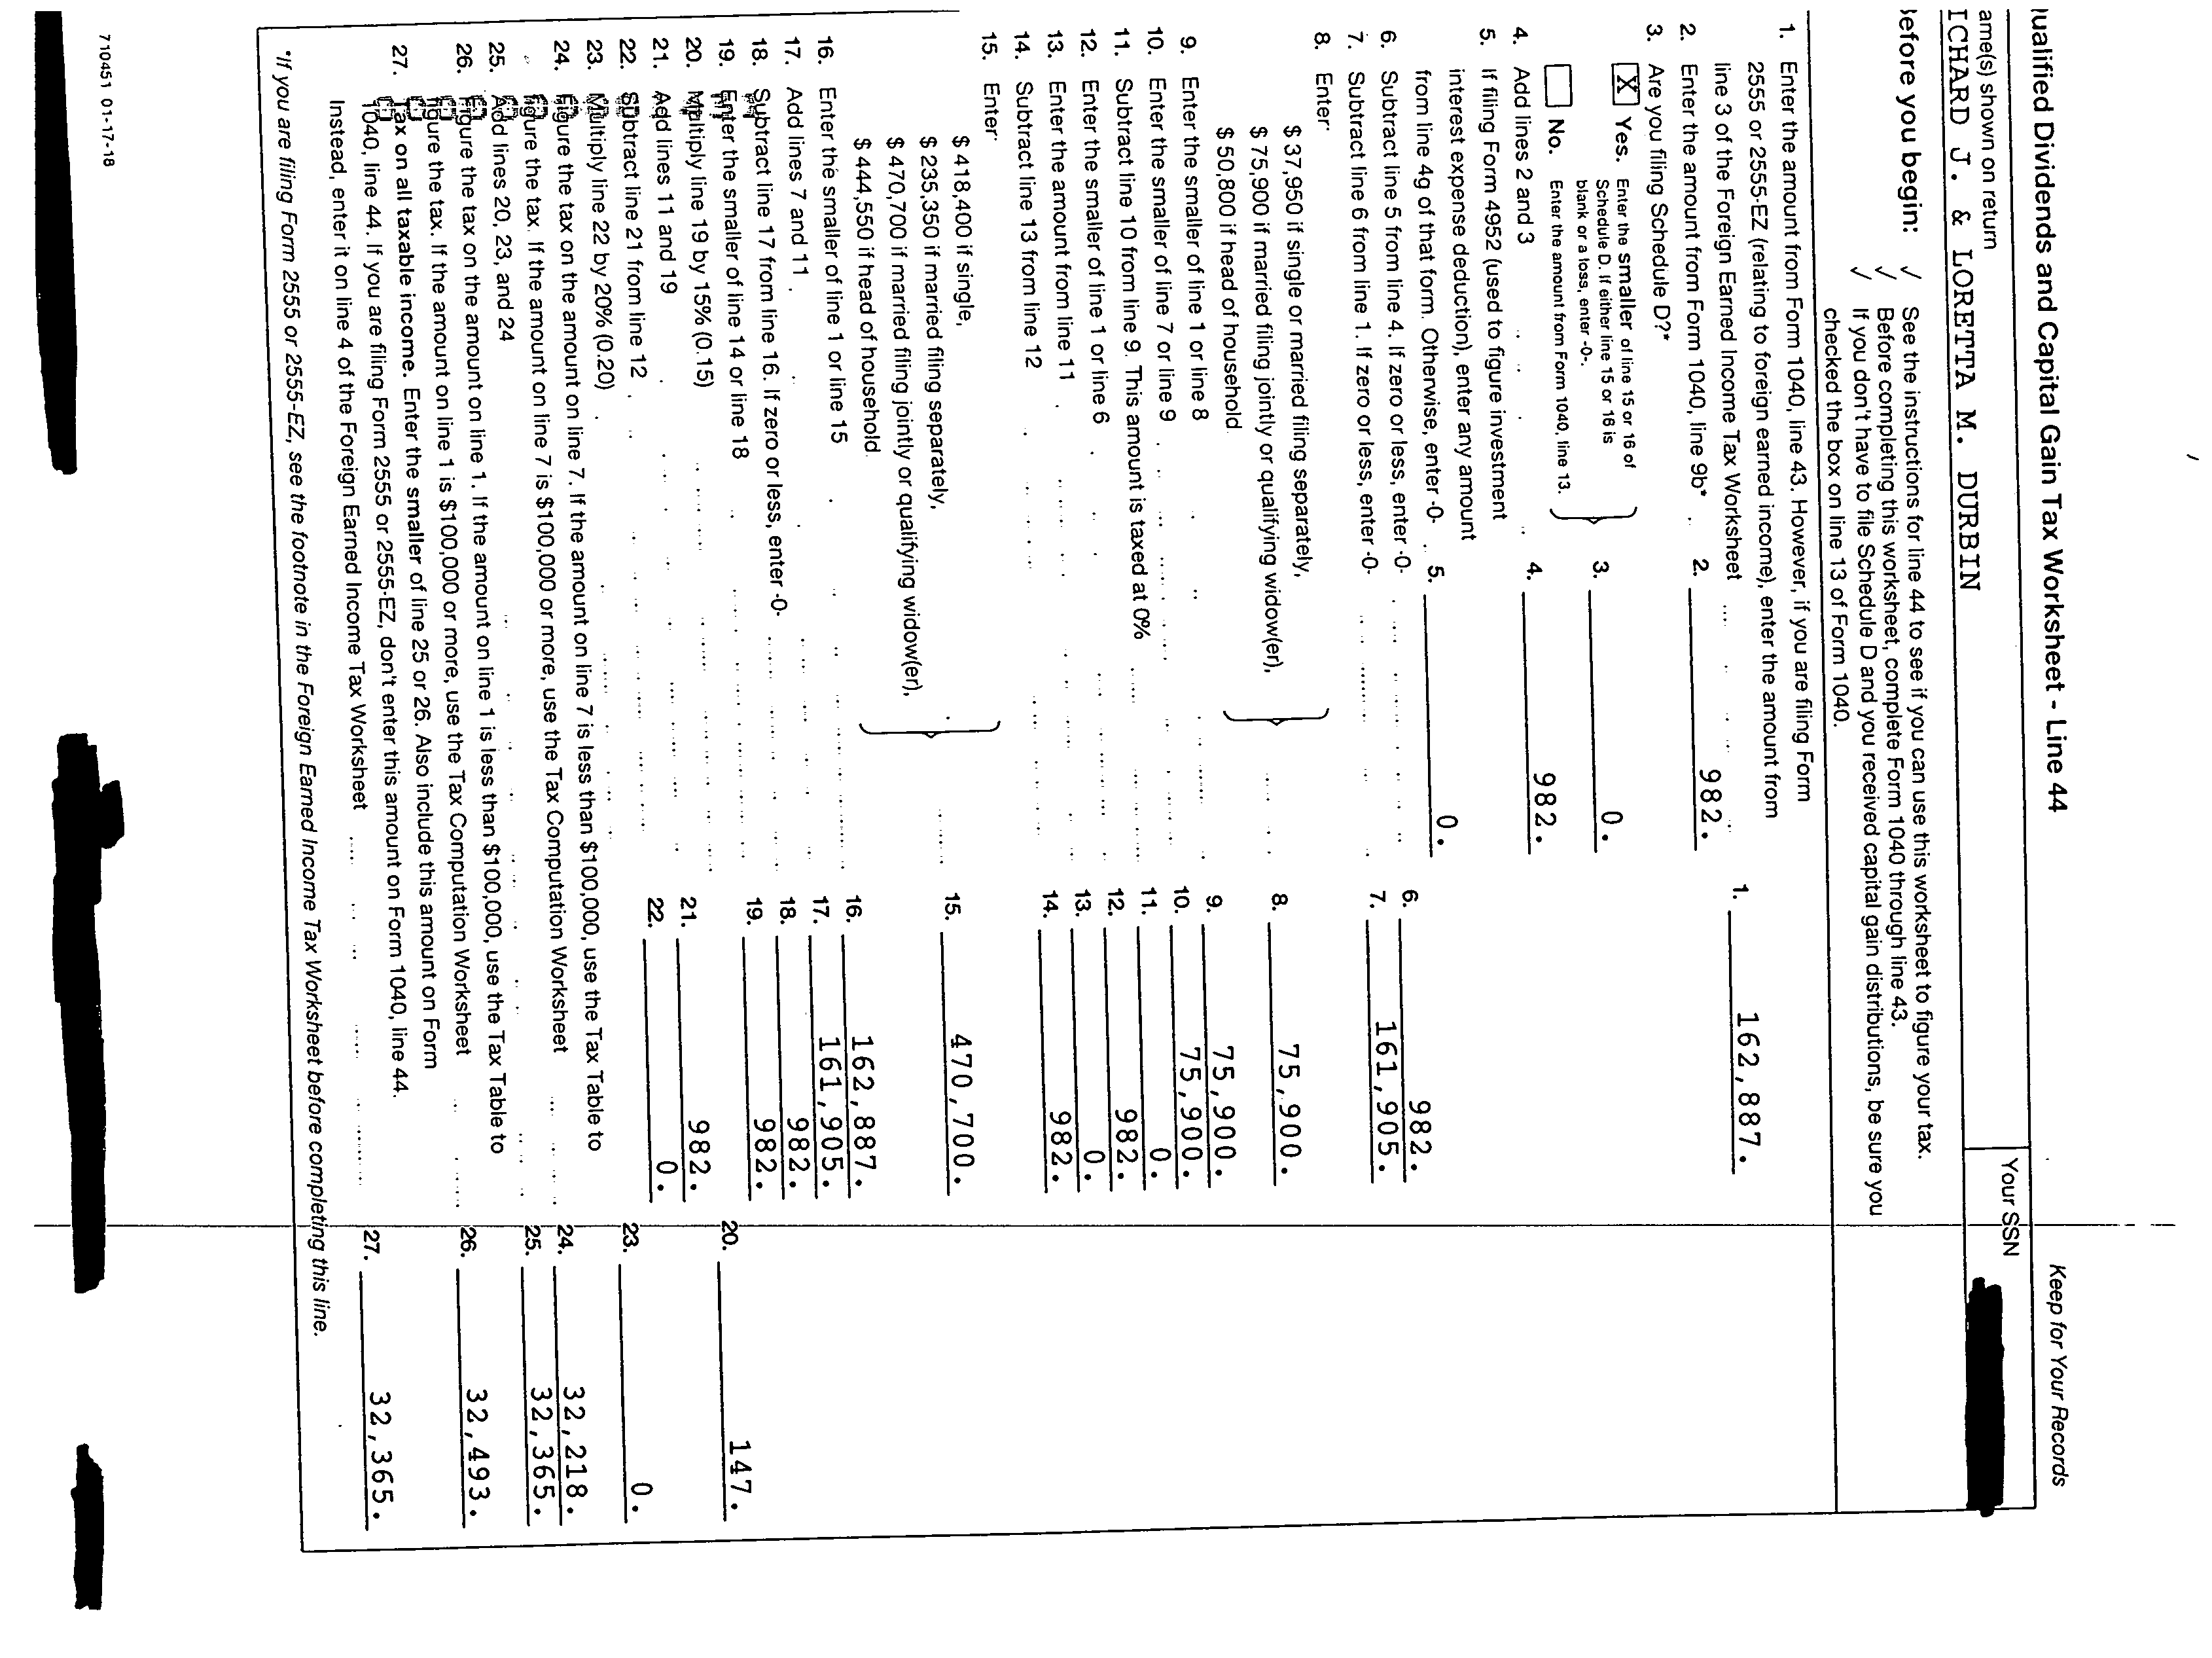 ualified Dividends and Capital Gain Tax Worksheet - Line 44
Keep for Your Records
ame(s) shown on return
Your SSN
ICHARD J. & LORETTA M. DURBIN
efore you begin:
✓ See the instructions for line 44 to see if you can use this worksheet to figure your tax.
✓ Before completing this worksheet, complete Form 1040 through line 43.
✓ If you don't have to file Schedule D and you received capital gain distributions, be sure you
checked the box on line 13 of Form 1040.
1. Enter the amount from Form 1040, line 43. However, if you are filing Form
2555 or 2555-EZ (relating to foreign earned income), enter the amount from
line 3 of the Foreign Earned Income Tax Worksheet 1. 162,887.
2. Enter the amount from Form 1040, line 9b* 2. 982.
3. Are you filing Schedule D?*
X Yes. Enter the smaller of line 15 or 16 of
Schedule D. If either line 15 or 16 is
blank or a loss, enter -0-. 3. 0.
No. Enter the amount from Form 1040, line 13.
4. Add lines 2 and 3 4. 982.
5. If filing Form 4952 (used to figure investment
interest expense deduction), enter any amount
from line 4g of that form. Otherwise, enter -0- 5. 0.
6. Subtract line 5 from line 4. If zero or less, enter -0- 6. 982.
7. Subtract line 6 from line 1. If zero or less, enter -0- 7. 161,905.
8. Enter:
$ 37,950 if single or married filing separately,
$ 75,900 if married filing jointly or qualifying widow(er), 8. 75,900.
$ 50,800 if head of household.
9. Enter the smaller of line 1 or line 8 9. 75,900.
10. Enter the smaller of line 7 or line 9 10. 75,900.
11. Subtract line 10 from line 9. This amount is taxed at 0% 11. 0.
12. Enter the smaller of line 1 or line 6 12. 982.
13. Enter the amount from line 11 13. 0.
14. Subtract line 13 from line 12 14. 982.
15. Enter:
$ 418,400 if single,
$ 235,350 if married filing separately, 15. 470,700.
$ 470,700 if married filing jointly or qualifying widow(er),
$ 444,550 if head of household.
16. Enter the smaller of line 1 or line 15 16. 162,887.
17. Add lines 7 and 11 17. 161,905.
18. Subtract line 17 from line 16. If zero or less, enter -0- 18. 982.
19. Enter the smaller of line 14 or line 18 19. 982.
20. Multiply line 19 by 15% (0.15) 20. 147.
21. Add lines 11 and 19 21. 982.
22. Subtract line 21 from line 12 22. 0.
23. Multiply line 22 by 20% (0.20) 23. 0.
24. Figure the tax on the amount on line 7. If the amount on line 7 is less than $100,000, use the Tax Table to
figure the tax. If the amount on line 7 is $100,000 or more, use the Tax Computation Worksheet 24. 32,218.
25. Add lines 20, 23, and 24 25. 32,365.
26. Figure the tax on the amount on line 1. If the amount on line 1 is less than $100,000, use the Tax Table to
figure the tax. If the amount on line 1 is $100,000 or more, use the Tax Computation Worksheet 26. 32,493.
27. Tax on all taxable income. Enter the smaller of line 25 or 26. Also include this amount on Form
1040, line 44. If you are filing Form 2555 or 2555-EZ, don't enter this amount on Form 1040, line 44.
Instead, enter it on line 4 of the Foreign Earned Income Tax Worksheet 27. 32,365.
*If you are filing Form 2555 or 2555-EZ, see the footnote in the Foreign Earned Income Tax Worksheet before completing this line.
710451 01-17-18